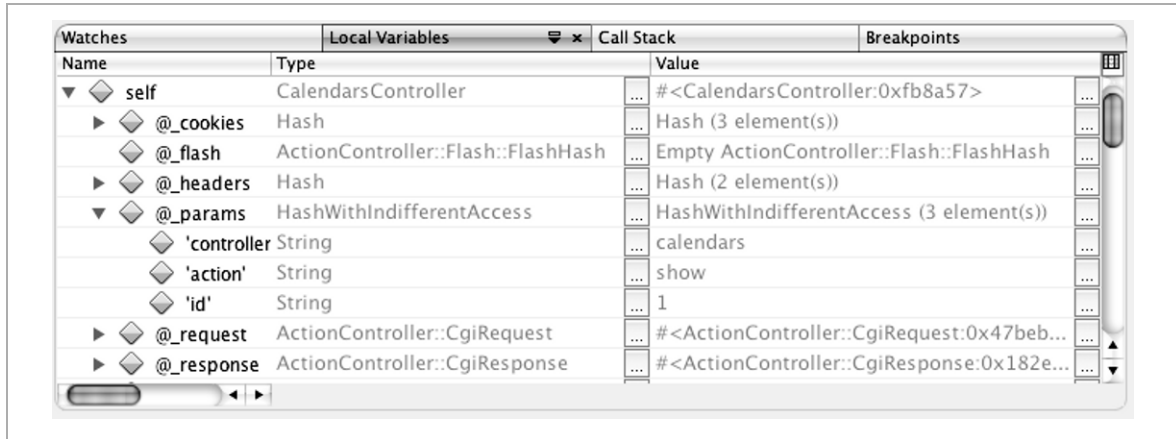 Watches Local Variables Call Stack Breakpoints
Name Type Value
self CalendarsController ... #<CalendarsController:0xfb8a57> ...
@_cookies Hash ... Hash (3 element(s)) ...
@_flash ActionController::Flash::FlashHash ... Empty ActionController::Flash::FlashHash ...
@_headers Hash ... Hash (2 element(s)) ...
@_params HashWithIndifferentAccess ... HashWithIndifferentAccess (3 element(s)) ...
'controller String ... calendars ...
'action' String ... show ...
'id' String ... 1 ...
@_request ActionController::CgiRequest ... #<ActionController::CgiRequest:0x47beb... ...
@_response ActionController::CgiResponse ... #<ActionController::CgiResponse:0x182e... ...